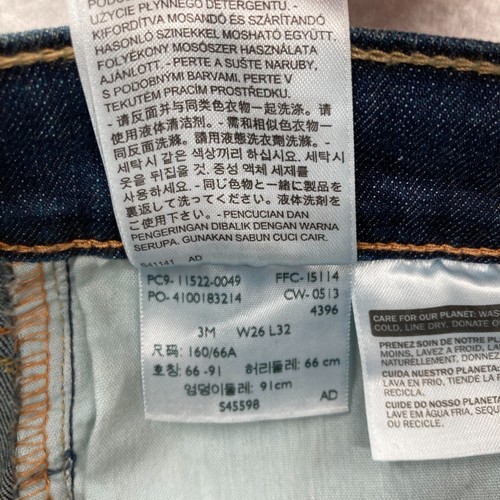 UŻYCIE PŁYNNEGO DETERGENTU. -
KIFORDÍTVA MOSANDÓ ÉS SZÁRÍTANDÓ
HASONLÓ SZINEKKEL MOSHATÓ EGYÜTT.
FOLYÉKONY MOSÓSZER HASZNÁLATA
AJÁNLOTT. - PERTE A SUŠTE NARUBY,
S PODOBNÝMI BARVAMI. PERTE V
TEKUTÉM PRACÍM PROSTŘEDKU.
- 请反面并与同类色衣物一起洗涤。请
使用液体清洁剂。- 需和相似色衣物一
同反面洗滌。請用液態洗衣劑洗滌。-
세탁시 같은 색상끼리 하십시요. 세탁시
옷을 뒤집을 것. 중성 액체 세제를
사용하세요. - 同じ色物と一緒に製品を
裏返して洗ってください。液体洗剤を
ご使用下さい。- PENCUCIAN DAN
PENGERINGAN DIBALIK DENGAN WARNA
SERUPA. GUNAKAN SABUN CUCI CAIR.
S41141 AD
PC9-11522-0049 FFC-15114
PO-4100183214 CW-0513
4396
3M W26 L32
尺码: 160/66A
호칭: 66-91 허리둘레: 66 cm
엉덩이둘레: 91cm
S45598 AD
CARE FOR OUR PLANET: WAS
COLD, LINE DRY. DONATE O
PRENEZ SOIN DE NOTRE PL
MOINS, LAVEZ A FROID, LA
NATURELLEMENT. DONNEZ
CUIDA NUESTRO PLANETA:
LAVA EN FRIO, TIENDE LA
RECICLA.
CUIDE DO NOSSO PLANETA:
LAVE EM ÁGUA FRIA, SEQU
OU RECICLE.